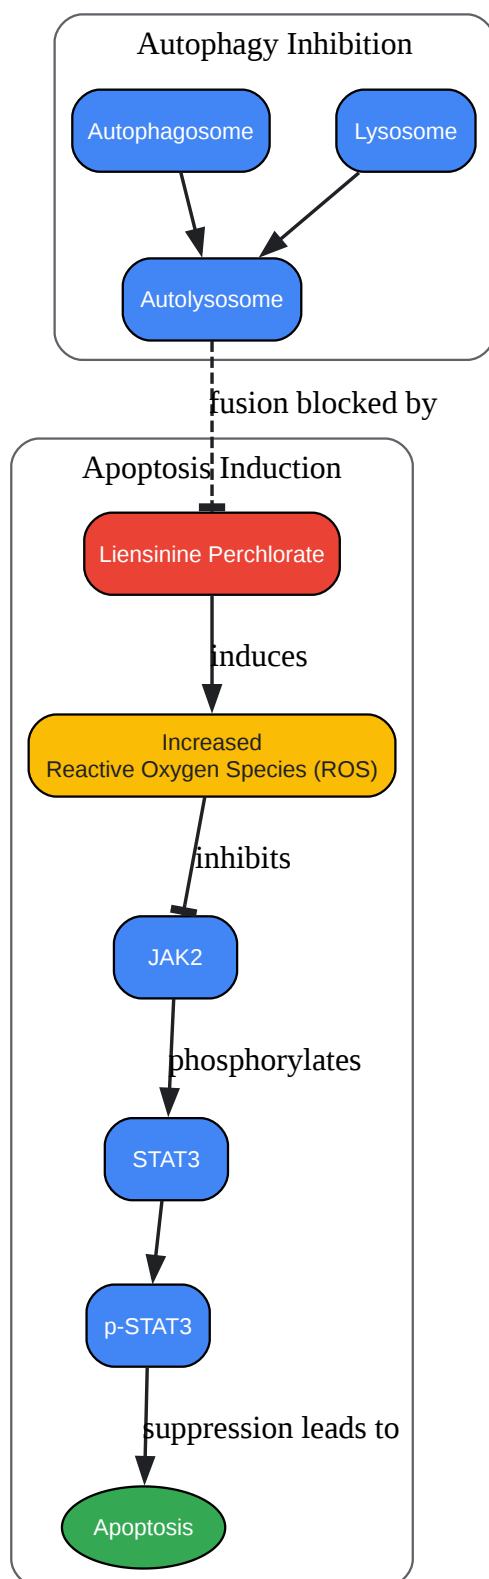 Autophagy Inhibition
Autophagosome
Lysosome
Autolysosome
fusion blocked by
Apoptosis Induction
Liensinine Perchlorate
induces
Increased
Reactive Oxygen Species (ROS)
inhibits
JAK2
phosphorylates
STAT3
p-STAT3
suppression leads to
Apoptosis